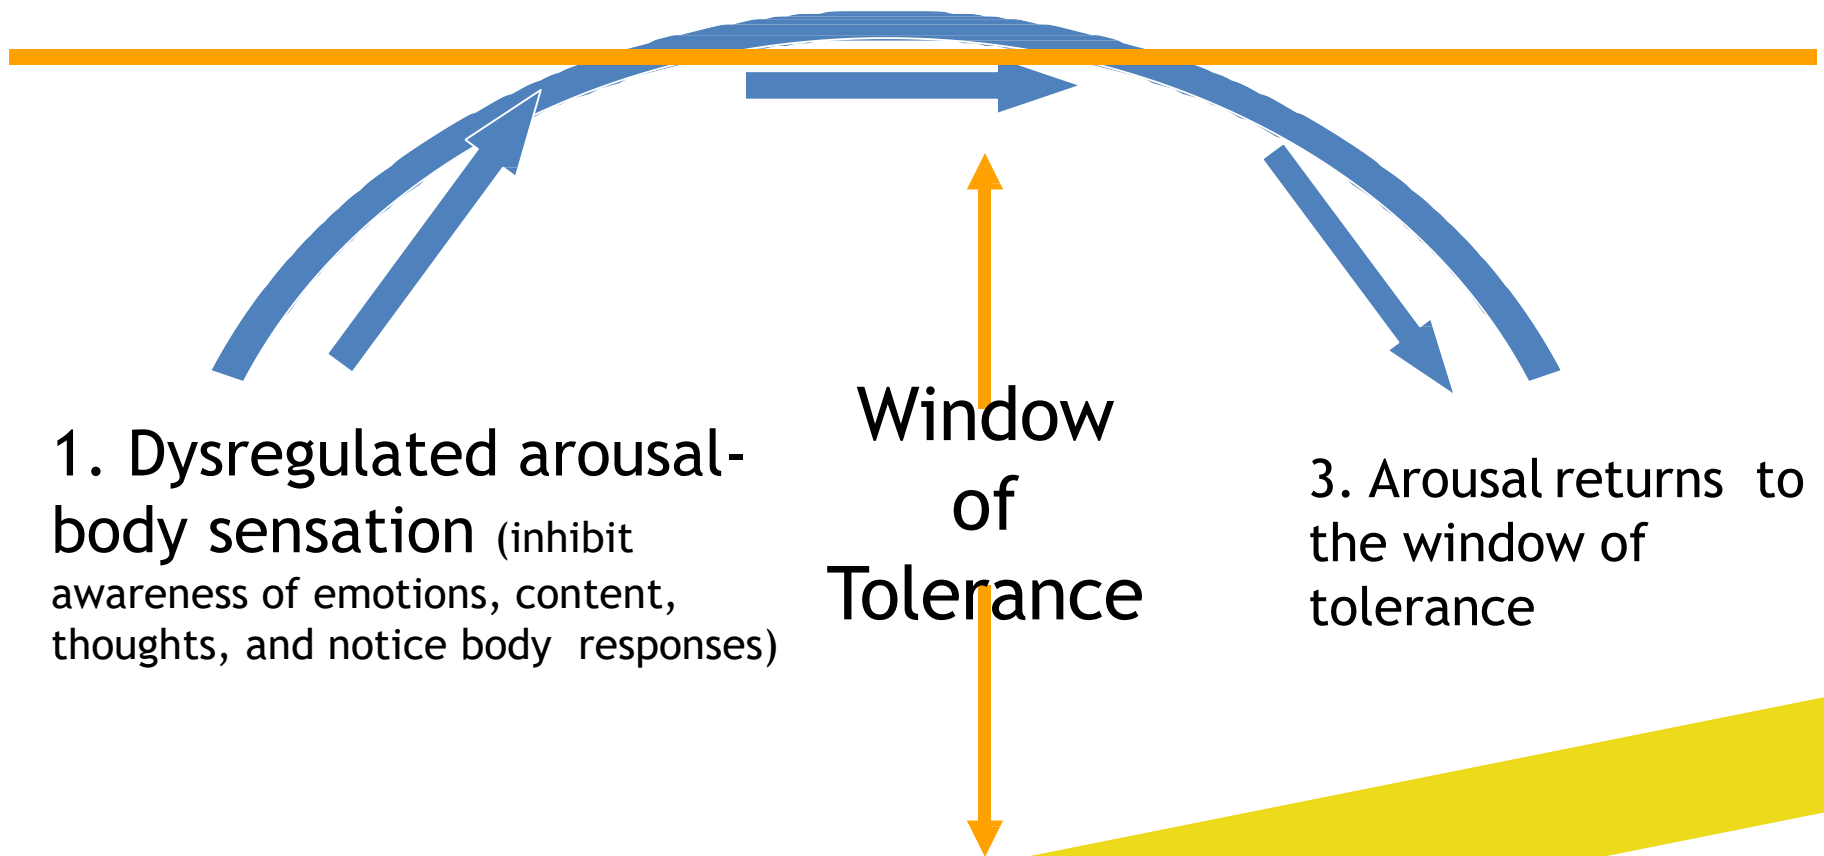 1. Dysregulated arousal-
body sensation (inhibit
awareness of emotions, content,
thoughts, and notice body responses)
Window
of
Tolerance
3. Arousal returns to
the window of
tolerance